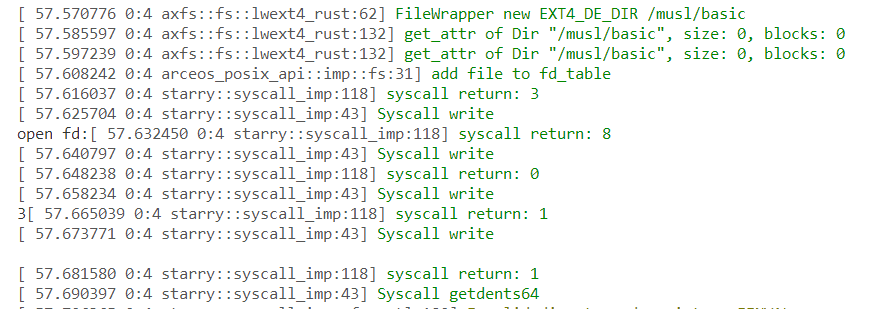 [ 57.570776 0:4 axfs::fs::lwext4_rust:62] FileWrapper new EXT4_DE_DIR /musl/basic
[ 57.585597 0:4 axfs::fs::lwext4_rust:132] get_attr of Dir "/musl/basic", size: 0, blocks: 0
[ 57.597239 0:4 axfs::fs::lwext4_rust:132] get_attr of Dir "/musl/basic", size: 0, blocks: 0
[ 57.608242 0:4 arceos_posix_api::imp::fs:31] add file to fd_table
[ 57.616037 0:4 starry::syscall_imp:118] syscall return: 3
[ 57.625704 0:4 starry::syscall_imp:43] Syscall write
open fd:[ 57.632450 0:4 starry::syscall_imp:118] syscall return: 8
[ 57.640797 0:4 starry::syscall_imp:43] Syscall write
[ 57.648238 0:4 starry::syscall_imp:118] syscall return: 0
[ 57.658234 0:4 starry::syscall_imp:43] Syscall write
3[ 57.665039 0:4 starry::syscall_imp:118] syscall return: 1
[ 57.673771 0:4 starry::syscall_imp:43] Syscall write
[ 57.681580 0:4 starry::syscall_imp:118] syscall return: 1
[ 57.690397 0:4 starry::syscall_imp:43] Syscall getdents64